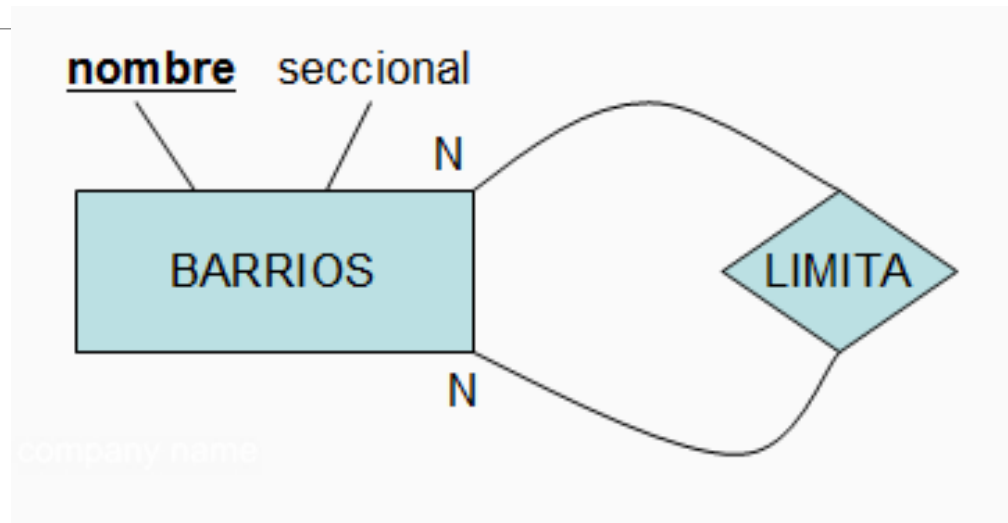 nombre seccional
N
BARRIOS
LIMITA
N
company name